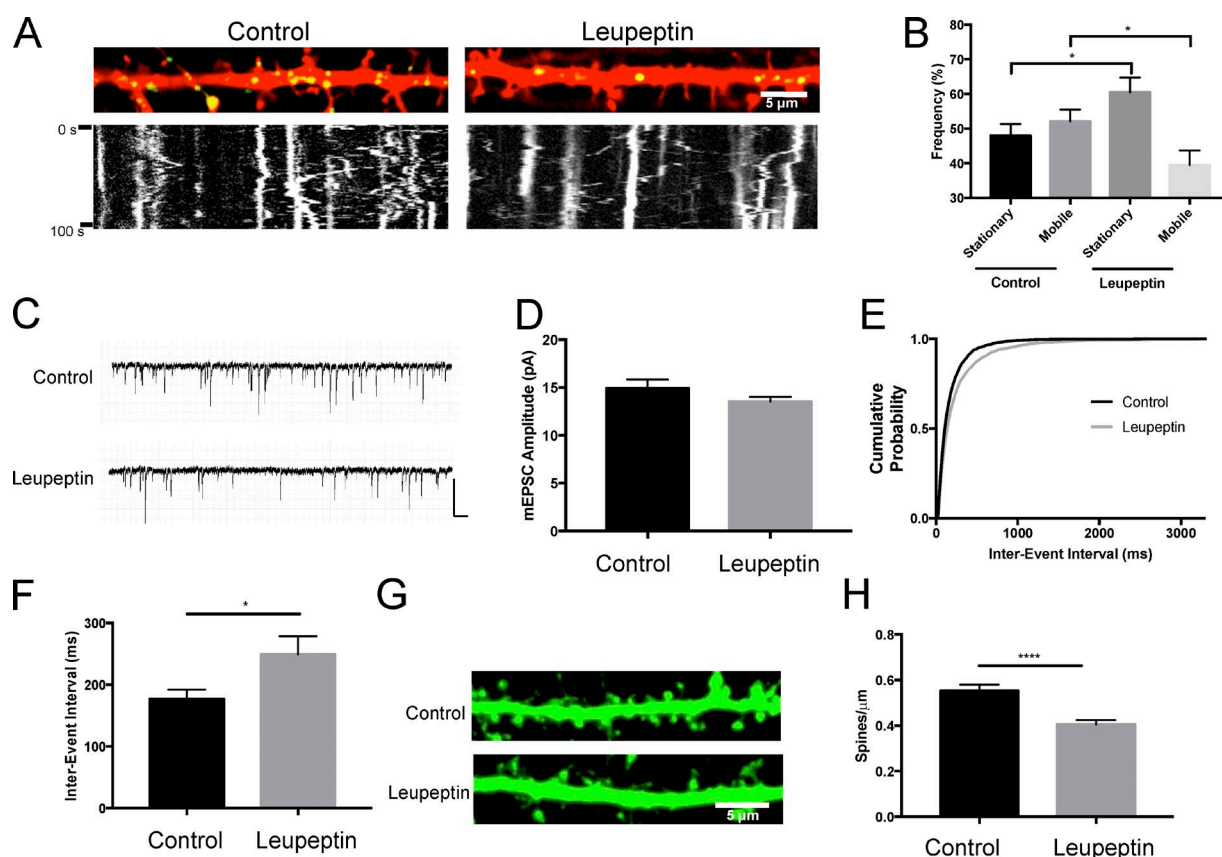 A
Control
Leupeptin
5 µm
0 s
100 s
B
Frequency (%)
80
70
60
50
40
30
*
*
Stationary
Mobile
Stationary
Mobile
Control
Leupeptin
C
Control
Leupeptin
D
mEPSC Amplitude (pA)
20
15
10
5
0
Control
Leupeptin
E
Cumulative
Probability
1.0
0.5
0.0
0
1000
2000
3000
Inter-Event Interval (ms)
Control
Leupeptin
F
Inter-Event Interval (ms)
300
200
100
0
*
Control
Leupeptin
G
Control
Leupeptin
5 µm
H
Spines/µm
0.8
0.6
0.4
0.2
0.0
****
Control
Leupeptin